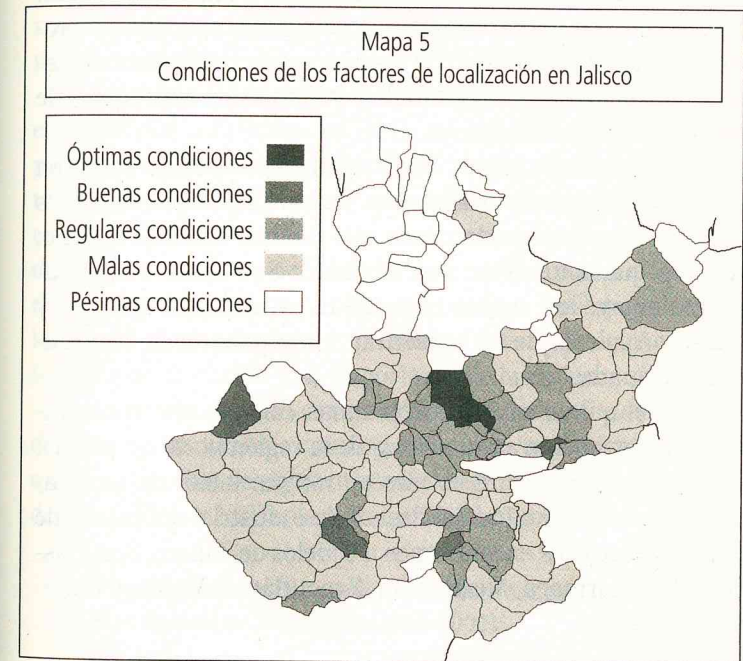 Mapa 5
Condiciones de los factores de localización en Jalisco
Óptimas condiciones
Buenas condiciones
Regulares condiciones
Malas condiciones
Pésimas condiciones